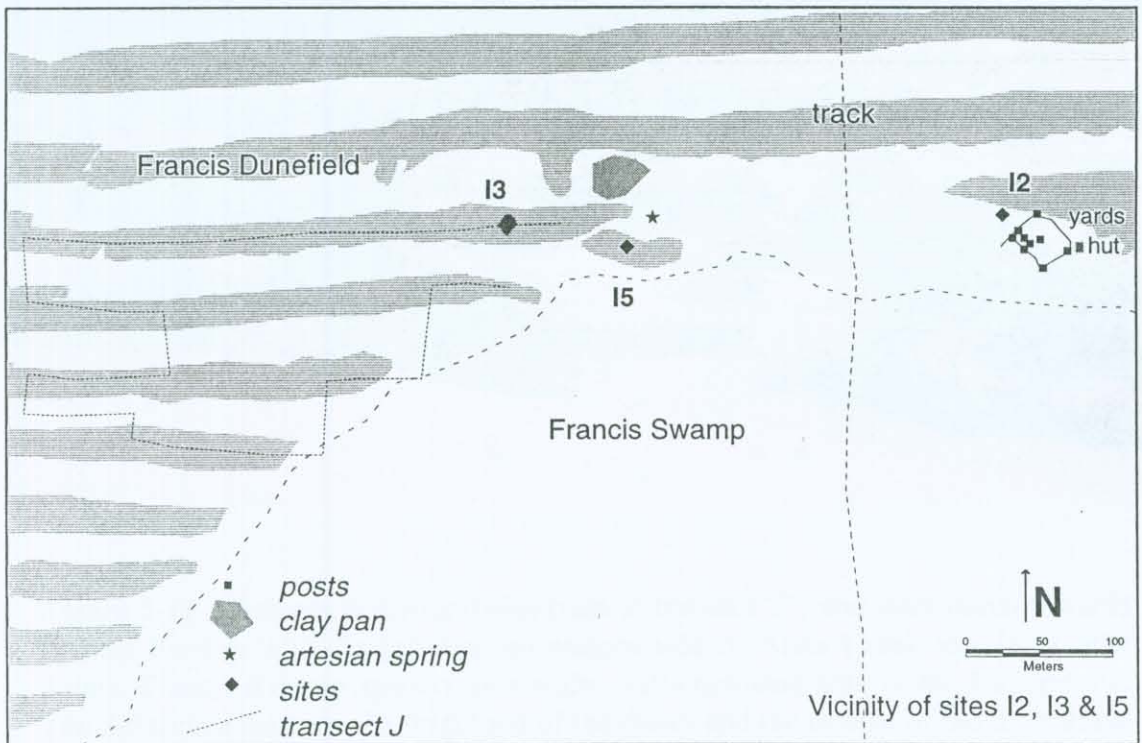 track
Francis Dunefield
I3
I2
yards
hut
I5
Francis Swamp
posts
clay pan
artesian spring
sites
transect J
N
0 50 100
Meters
Vicinity of sites I2, I3 & I5